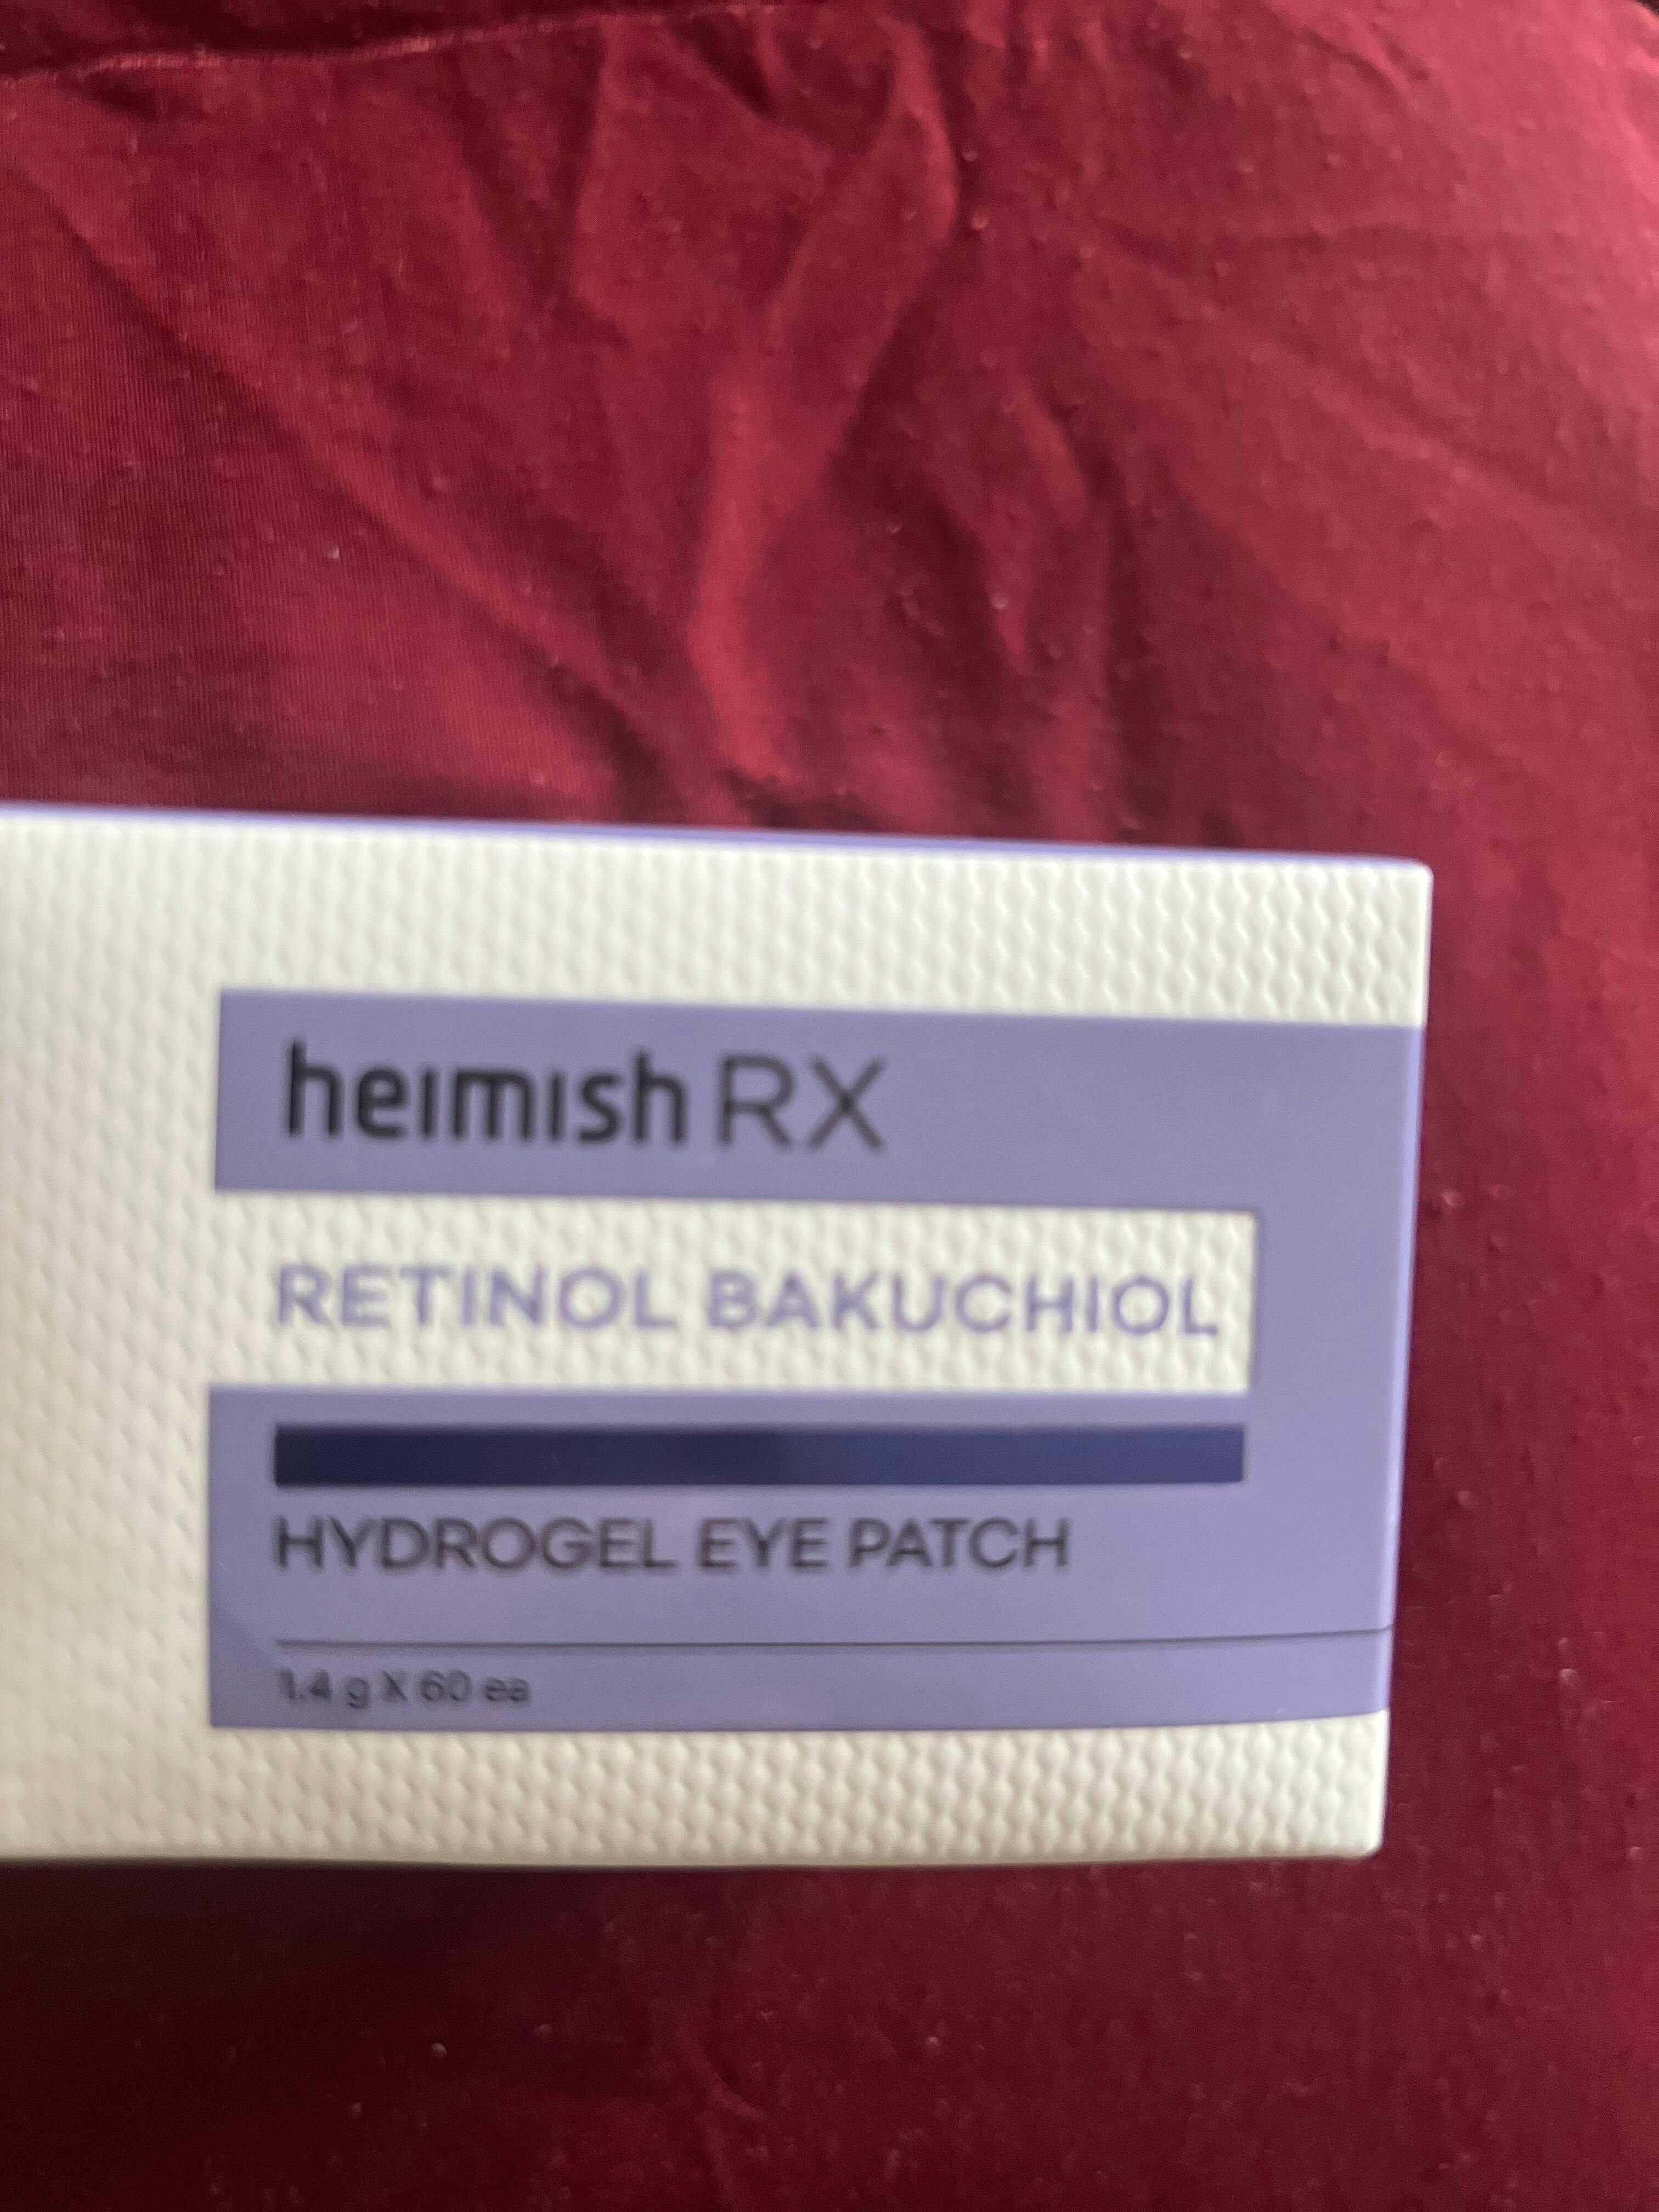 heimish RX
RETINOL BAKUCHIOL
HYDROGEL EYE PATCH
1.4 g X 60 ea